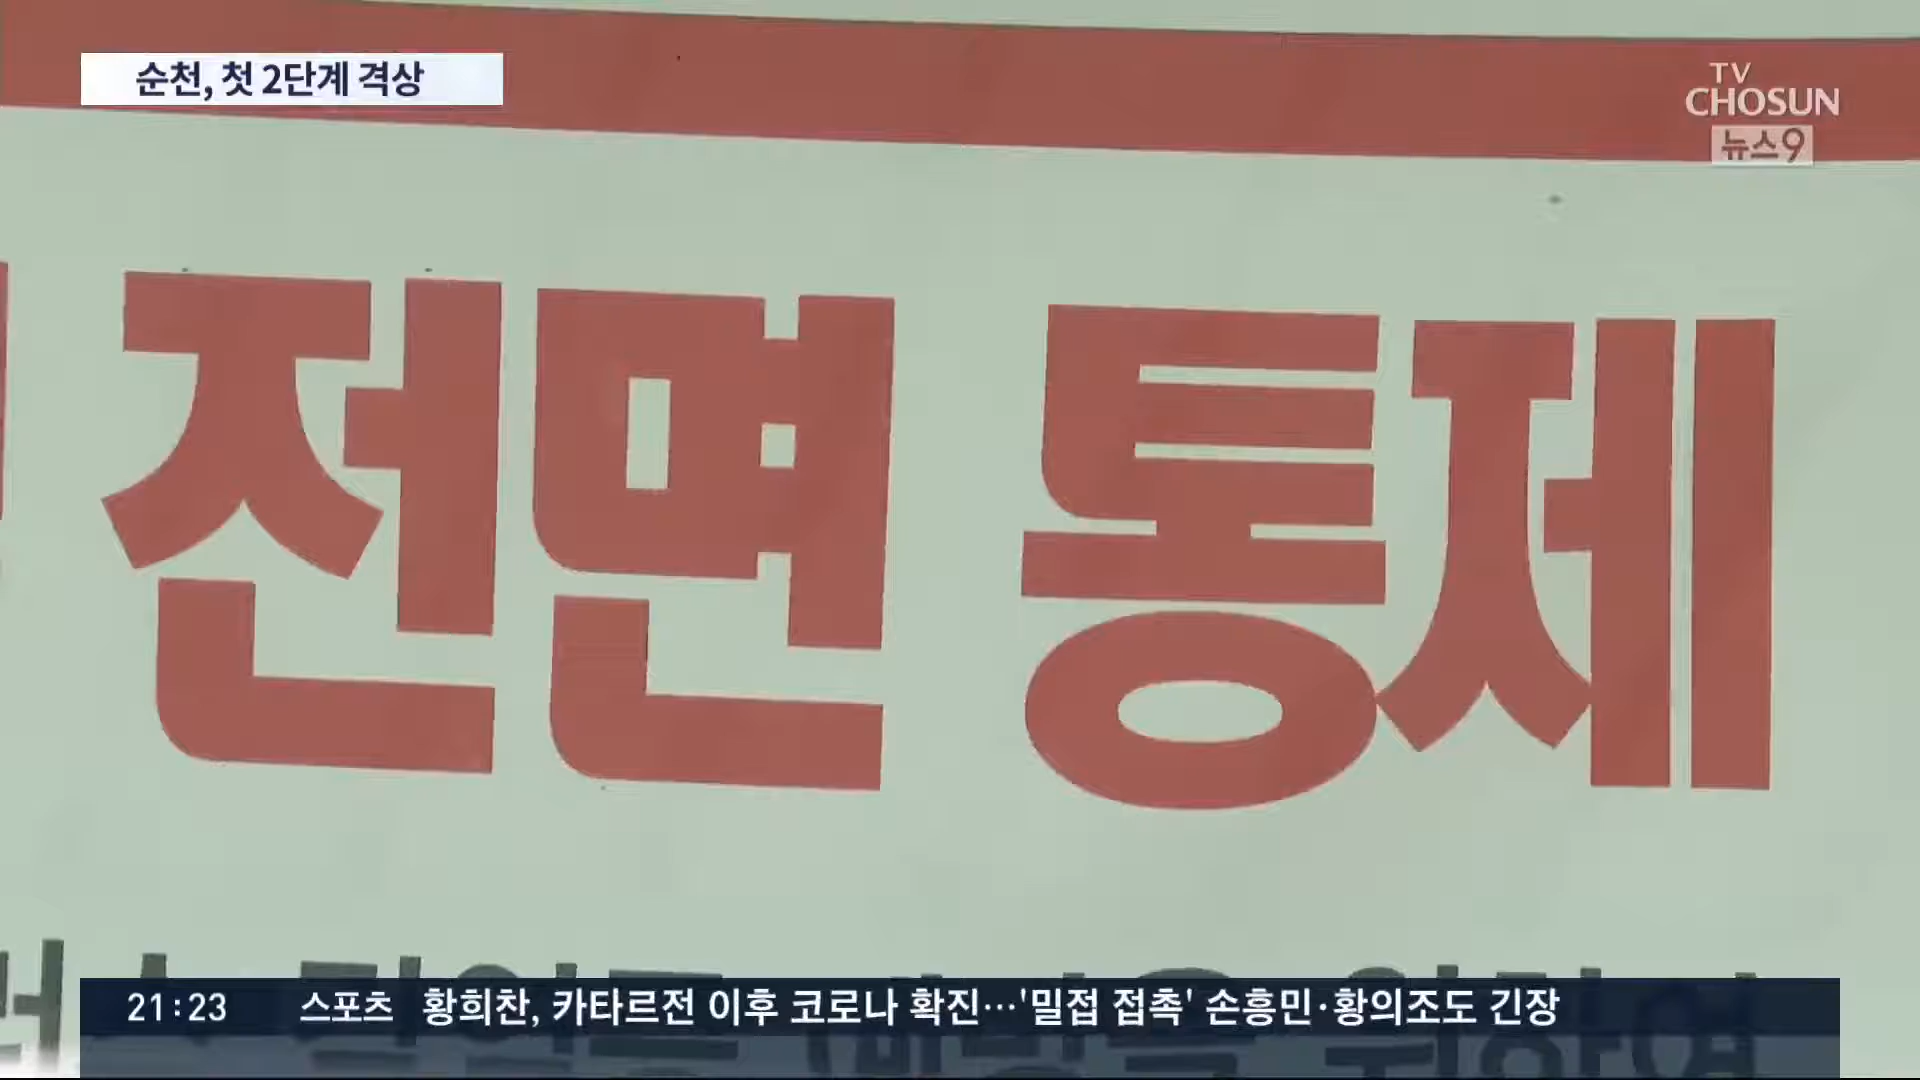 순천, 첫 2단계 격상
TV
CHOSUN
뉴스9
전면 통제
21:23 스포츠 황희찬, 카타르전 이후 코로나 확진…'밀접 접촉' 손흥민·황의조도 긴장